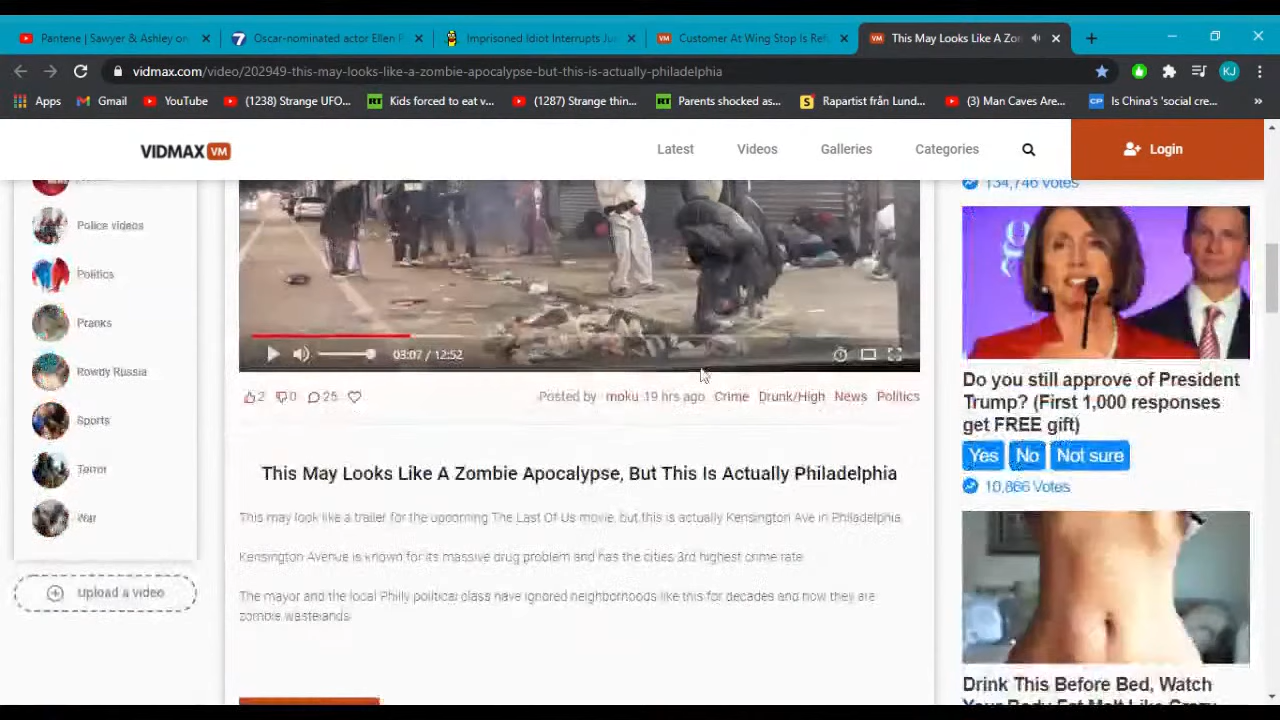 Pantene | Sawyer & Ashley on
Oscar-nominated actor Ellen P
Imprisoned Idiot Interrupts Ju
Customer At Wing Stop Is Ref
This May Looks Like A Zo
vidmax.com/video/202949-this-may-looks-like-a-zombie-apocalypse-but-this-is-actually-philadelphia
KJ
Apps
Gmail
YouTube
(1238) Strange UFO...
RT Kids forced to eat v...
(1287) Strange thin...
RT Parents shocked as...
S Rapartist från Lund...
(3) Man Caves Are...
CP Is China's 'social cre...
»
VIDMAX VM
Latest
Videos
Galleries
Categories
Login
134,746 Votes
Police videos
Politics
Pranks
Rowdy Russia
Sports
Terror
War
Upload a video
03:07 / 12:52
2 0 25
Posted by moku 19 hrs ago Crime Drunk/High News Politics
This May Looks Like A Zombie Apocalypse, But This Is Actually Philadelphia
This may look like a trailer for the upcoming The Last Of Us movie, but this is actually Kensington Ave in Philadelphia.
Kensington Avenue is known for its massive drug problem and has the cities 3rd highest crime rate.
The mayor and the local Philly political class have ignored neighborhoods like this for decades and now they are
zombie wastelands.
Do you still approve of President
Trump? (First 1,000 responses
get FREE gift)
Yes No Not sure
10,866 Votes
Drink This Before Bed, Watch